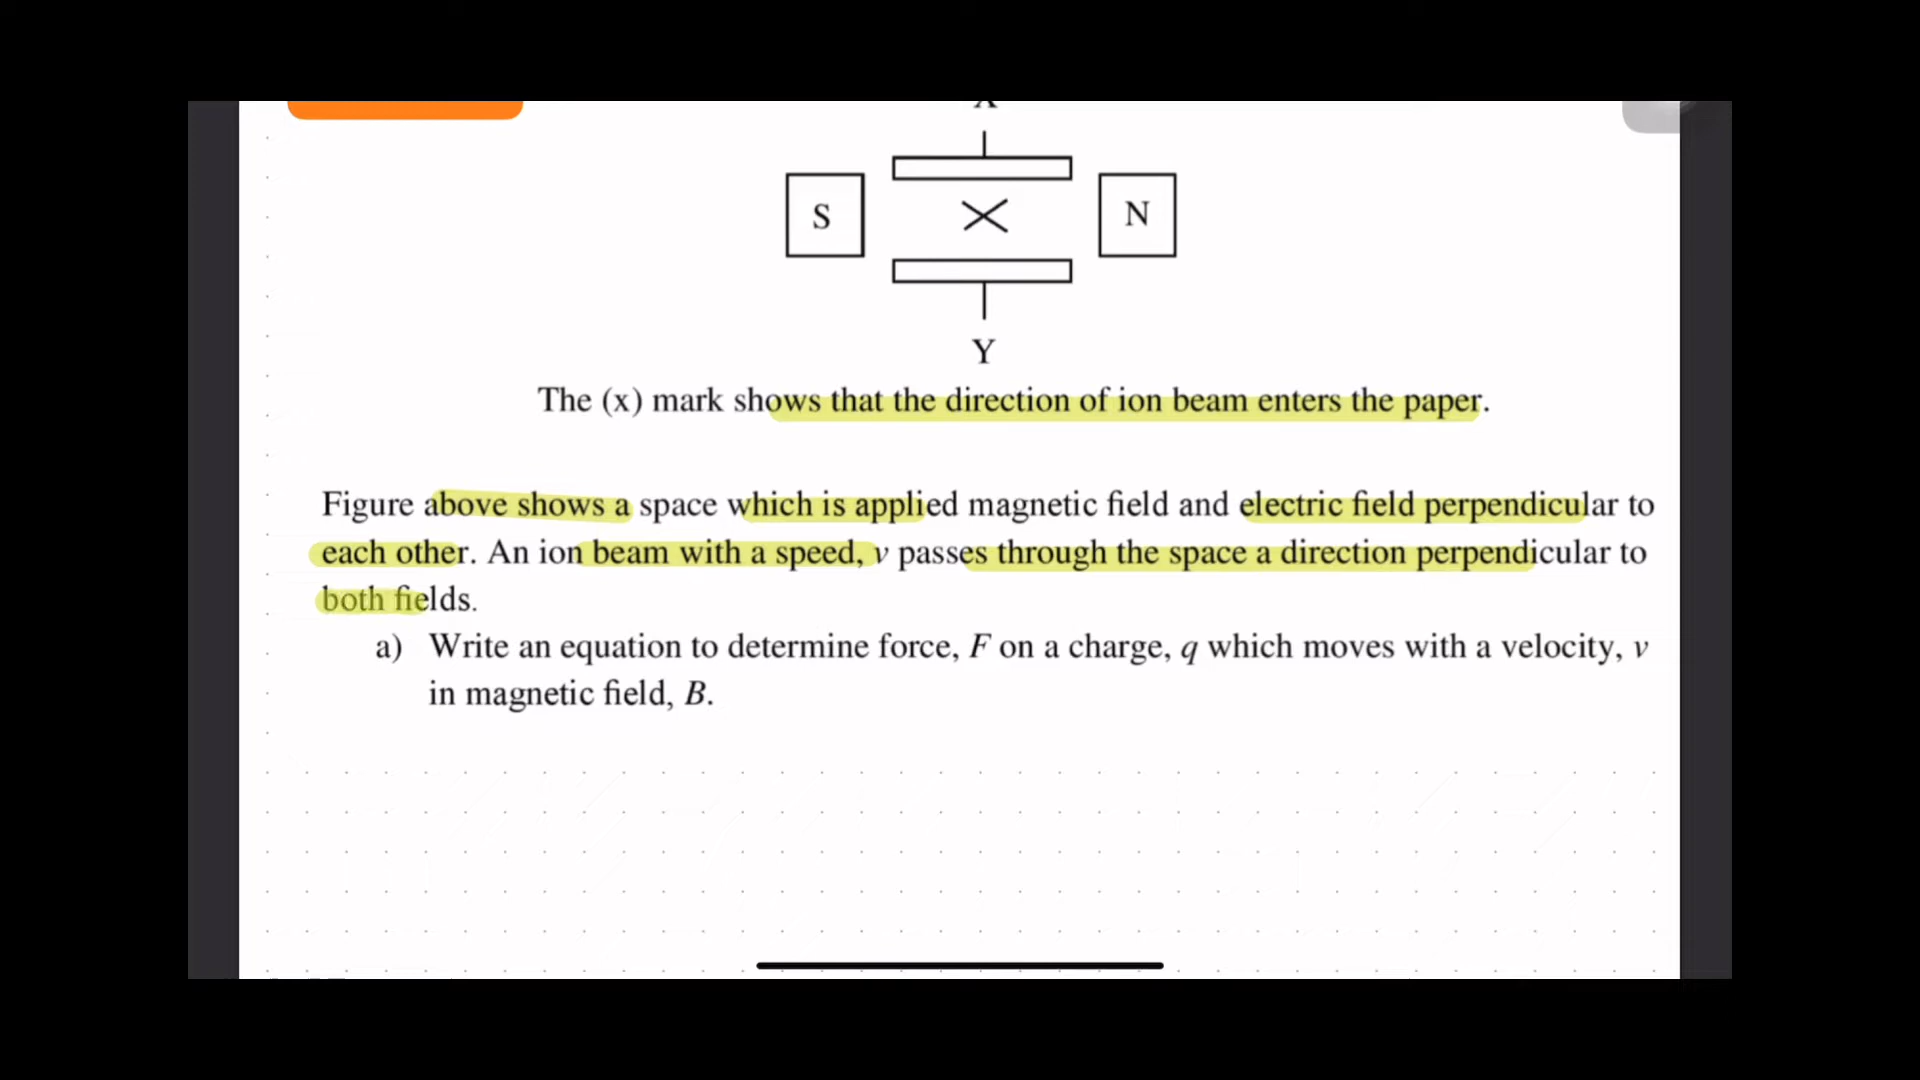 X
S
N
Y
The (x) mark shows that the direction of ion beam enters the paper.
Figure above shows a space which is applied magnetic field and electric field perpendicular to
each other. An ion beam with a speed, v passes through the space a direction perpendicular to
both fields.
a) Write an equation to determine force, F on a charge, q which moves with a velocity, v
in magnetic field, B.